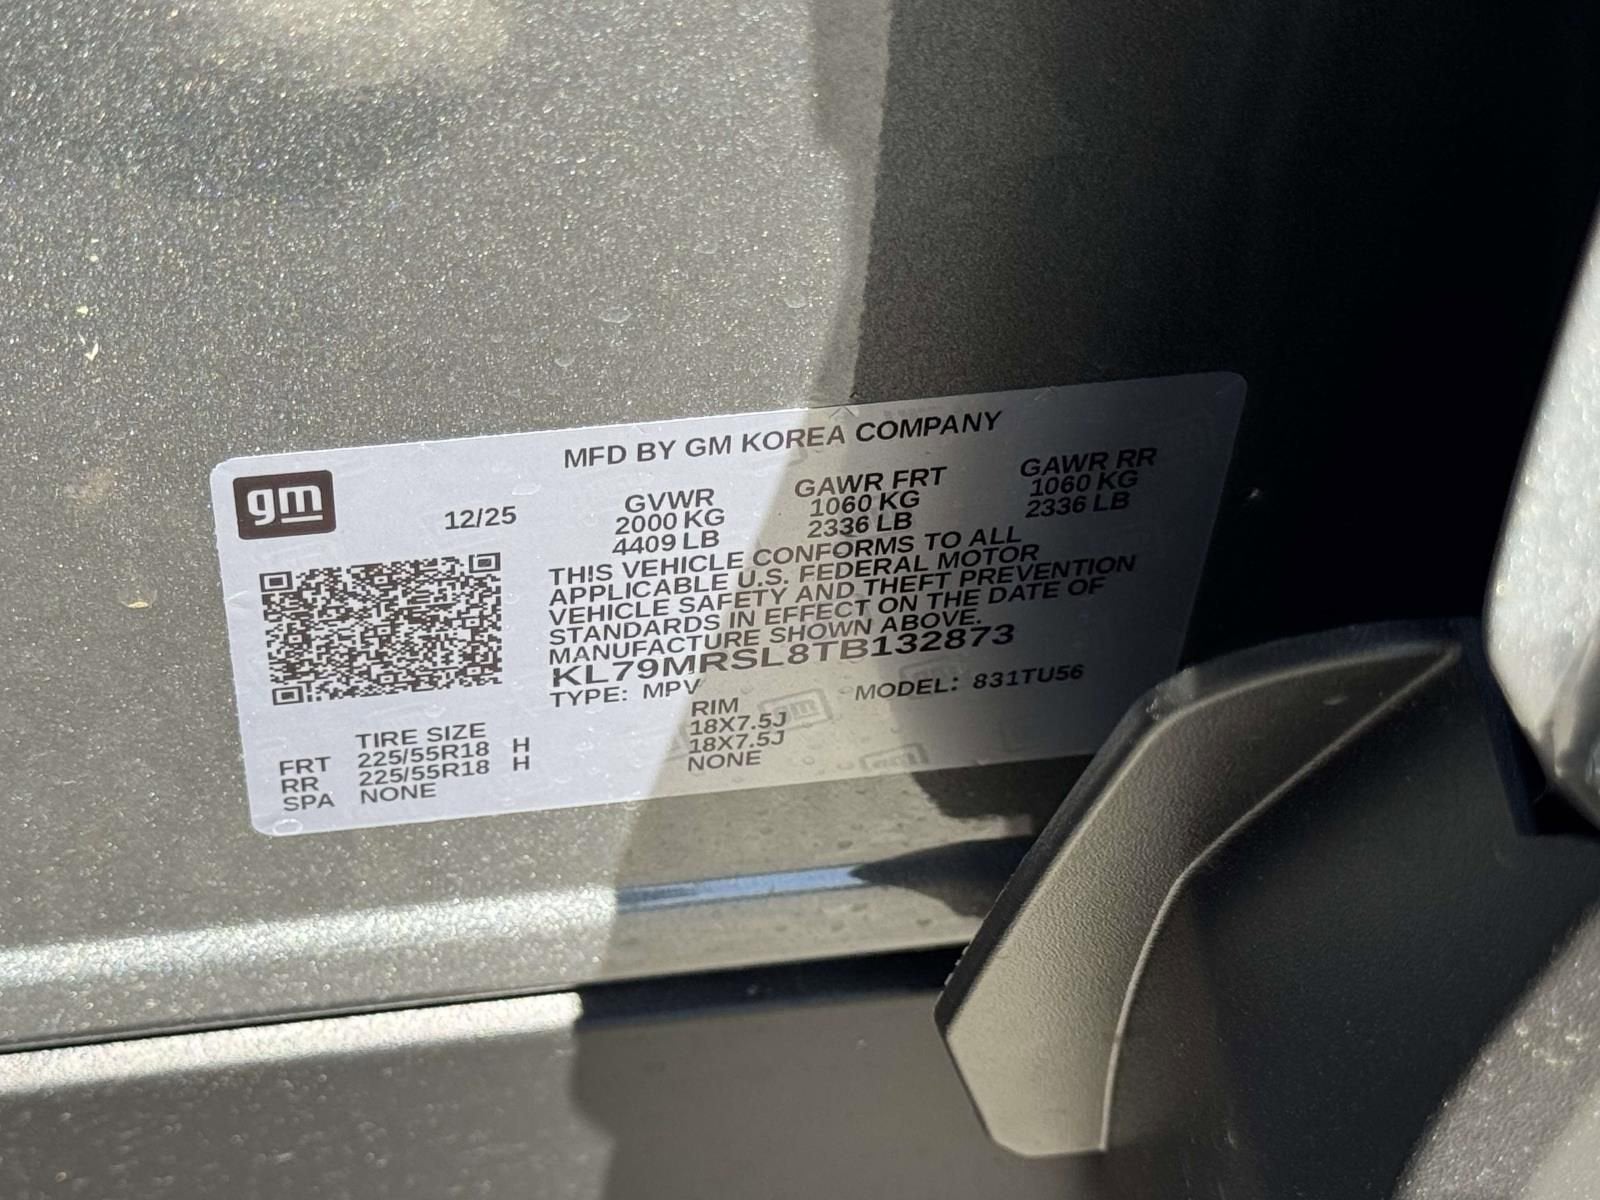 MFD BY GM KOREA COMPANY
gm
12/25
GVWR
2000 KG
4409 LB
GAWR FRT
1060 KG
2336 LB
GAWR RR
1060 KG
2336 LB
THIS VEHICLE CONFORMS TO ALL
APPLICABLE U.S. FEDERAL MOTOR
VEHICLE SAFETY AND THEFT PREVENTION
STANDARDS IN EFFECT ON THE DATE OF
MANUFACTURE SHOWN ABOVE.
KL79MRSL8TB132873
TYPE: MPV MODEL: 831TU56
TIRE SIZE RIM
FRT 225/55R18 H 18X7.5J
RR 225/55R18 H 18X7.5J
SPA NONE NONE